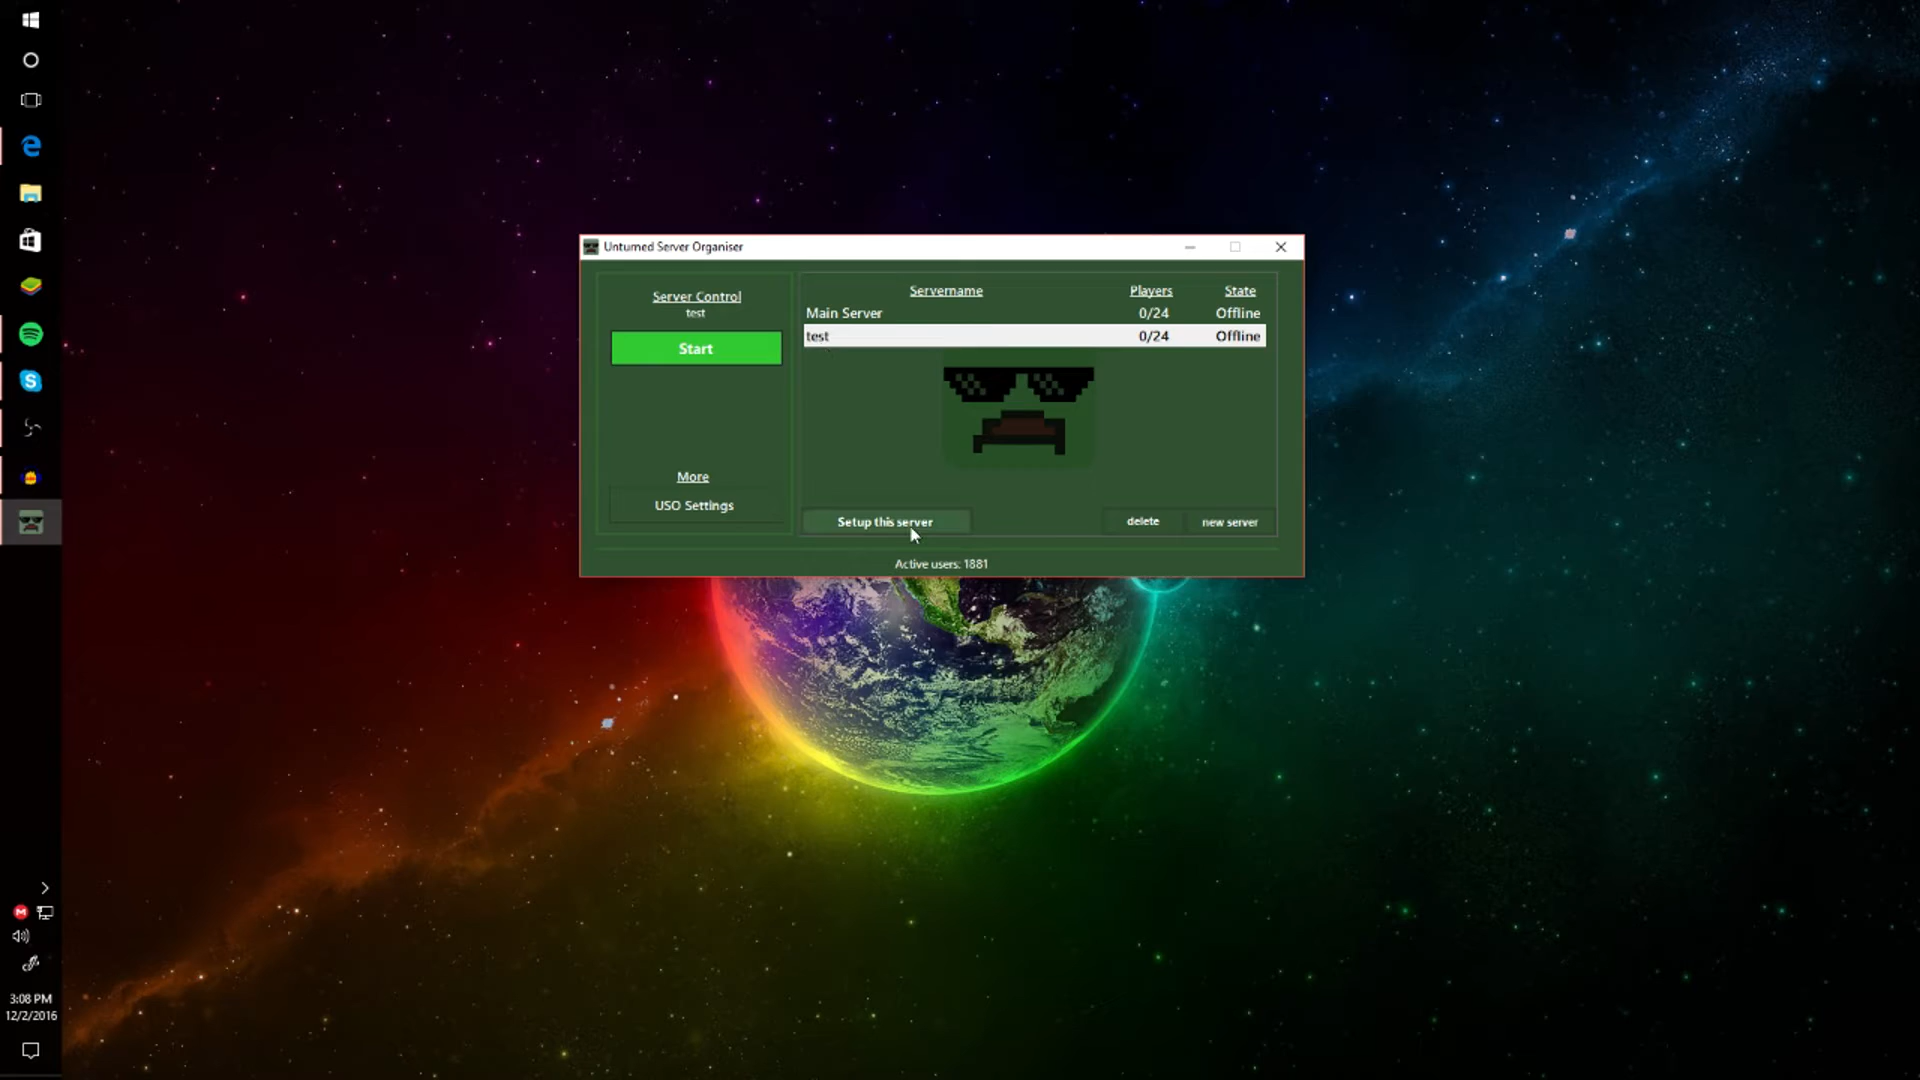 Unturned Server Organiser
Server Control
test
Start
More
USO Settings
Servername Players State
Main Server 0/24 Offline
test 0/24 Offline
Setup this server
delete
new server
Active users: 1881
3:08 PM
12/2/2016